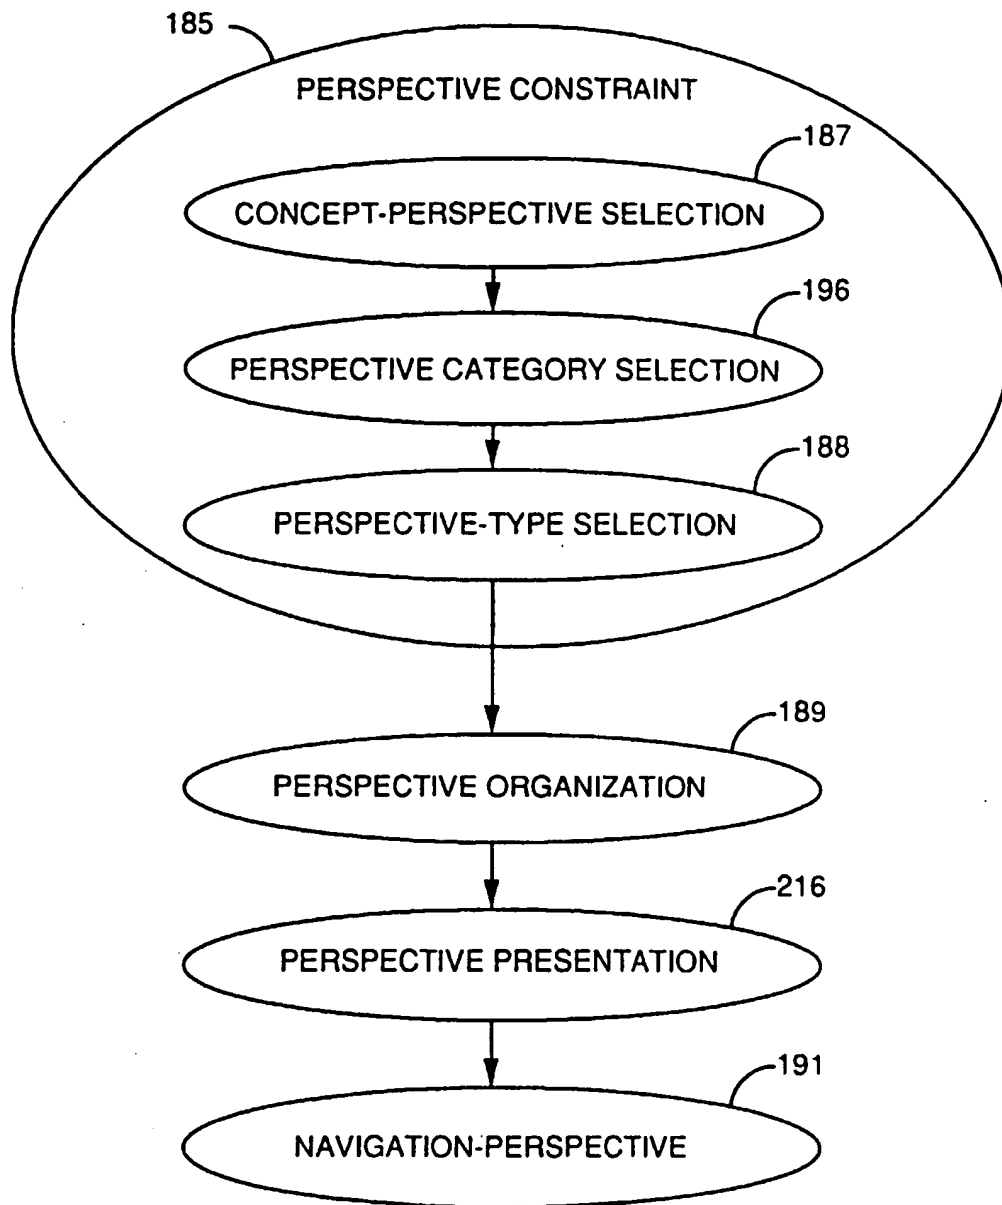 185
PERSPECTIVE CONSTRAINT
187
CONCEPT-PERSPECTIVE SELECTION
196
PERSPECTIVE CATEGORY SELECTION
188
PERSPECTIVE-TYPE SELECTION
189
PERSPECTIVE ORGANIZATION
216
PERSPECTIVE PRESENTATION
191
NAVIGATION-PERSPECTIVE